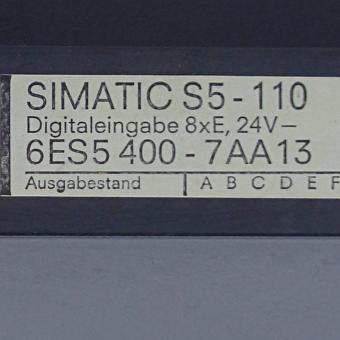 SIMATIC S5-110
Digitaleingabe 8xE, 24V—
6ES5 400-7AA13
Ausgabestand A B C D E F